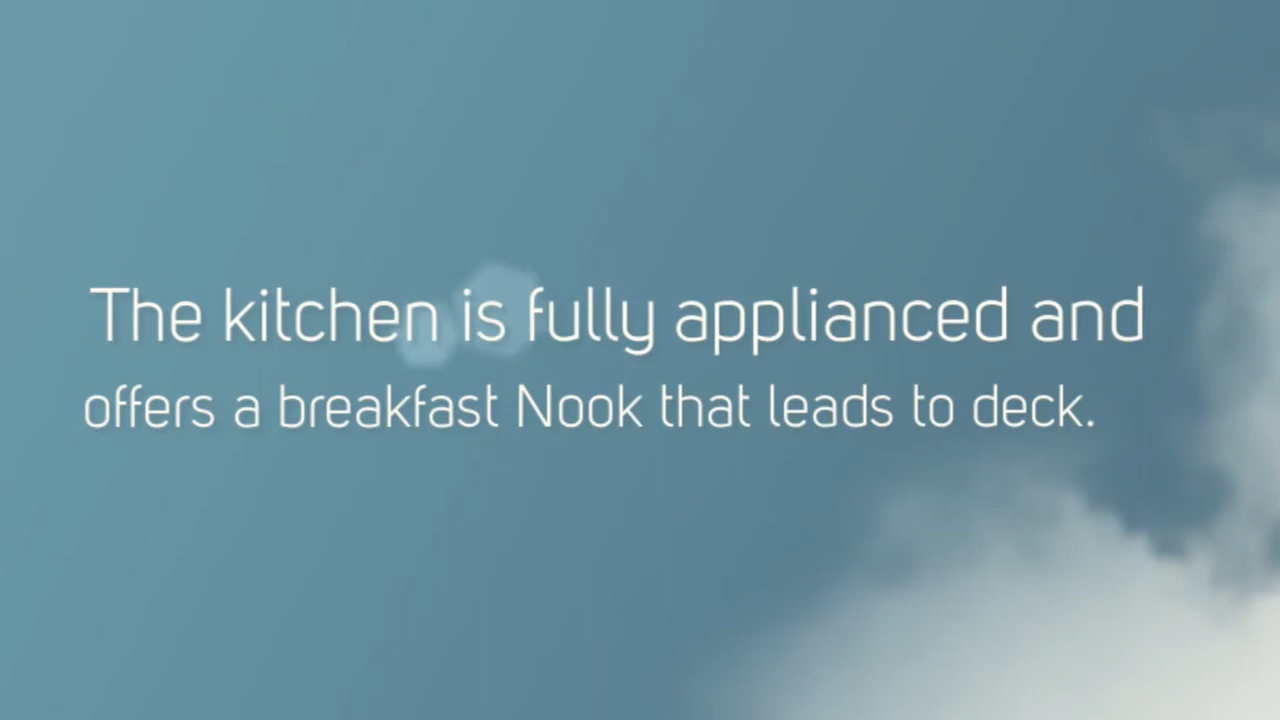 The kitchen is fully applianced and
offers a breakfast Nook that leads to deck.